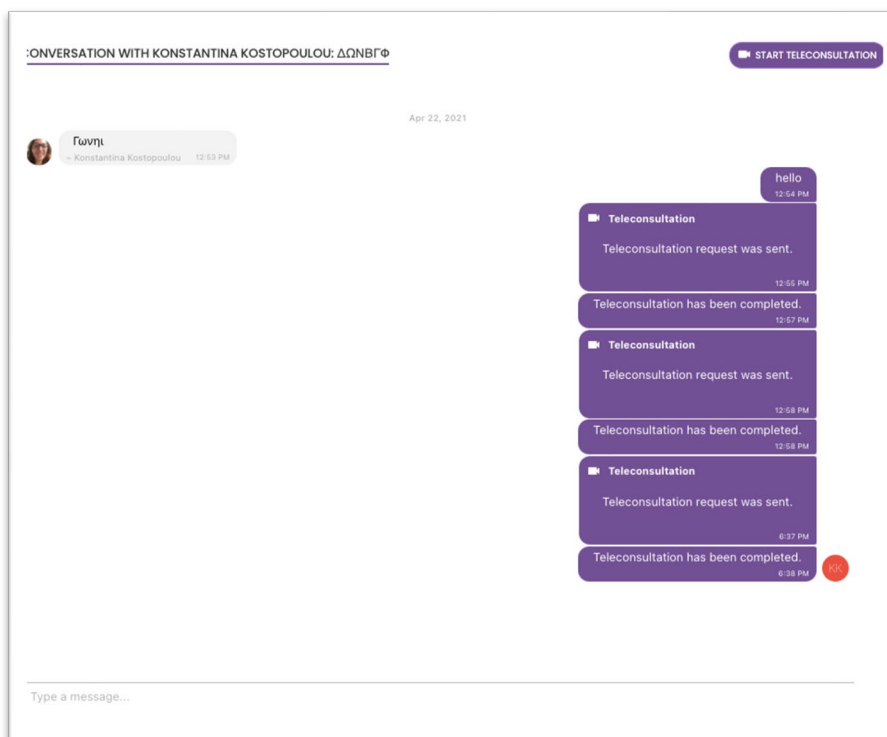 :ONVERSATION WITH KONSTANTINA KOSTOPOULOU: ΔΩΝΒΓΦ
START TELECONSULTATION
Apr 22, 2021
Γωνηι
~ Konstantina Kostopoulou 12:53 PM
hello
12:54 PM
Teleconsultation
Teleconsultation request was sent.
12:55 PM
Teleconsultation has been completed.
12:57 PM
Teleconsultation
Teleconsultation request was sent.
12:58 PM
Teleconsultation has been completed.
12:58 PM
Teleconsultation
Teleconsultation request was sent.
6:37 PM
Teleconsultation has been completed.
6:38 PM
KK
Type a message...